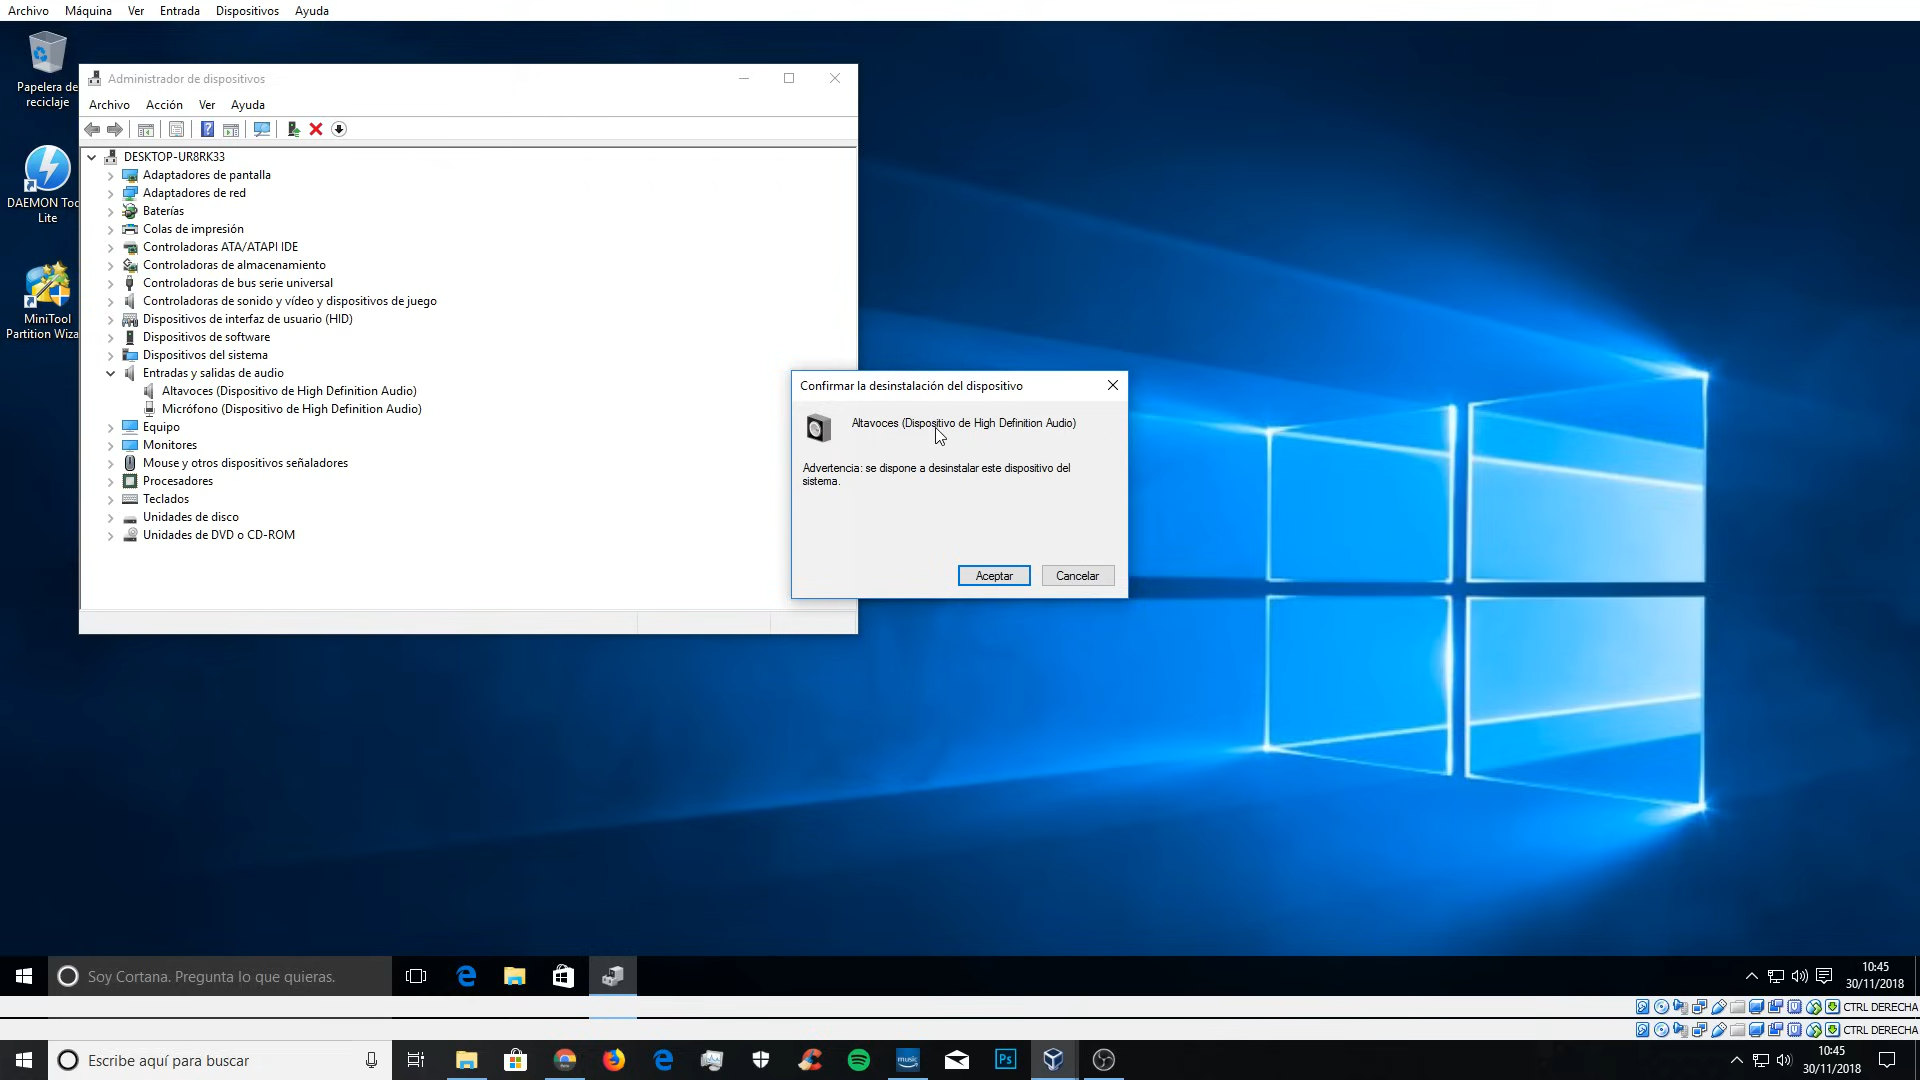 Archivo Máquina Ver Entrada Dispositivos Ayuda
Papelera de
reciclaje
DAEMON Too
Lite
MiniTool
Partition Wiza
Administrador de dispositivos
Archivo Acción Ver Ayuda
DESKTOP-UR8RK33
Adaptadores de pantalla
Adaptadores de red
Baterías
Colas de impresión
Controladoras ATA/ATAPI IDE
Controladoras de almacenamiento
Controladoras de bus serie universal
Controladoras de sonido y vídeo y dispositivos de juego
Dispositivos de interfaz de usuario (HID)
Dispositivos de software
Dispositivos del sistema
Entradas y salidas de audio
Altavoces (Dispositivo de High Definition Audio)
Micrófono (Dispositivo de High Definition Audio)
Equipo
Monitores
Mouse y otros dispositivos señaladores
Procesadores
Teclados
Unidades de disco
Unidades de DVD o CD-ROM
Confirmar la desinstalación del dispositivo
Altavoces (Dispositivo de High Definition Audio)
Advertencia: se dispone a desinstalar este dispositivo del
sistema.
Aceptar Cancelar
Soy Cortana. Pregunta lo que quieras.
10:45
30/11/2018
CTRL DERECHA
CTRL DERECHA
Escribe aquí para buscar
music
Ps
10:45
30/11/2018